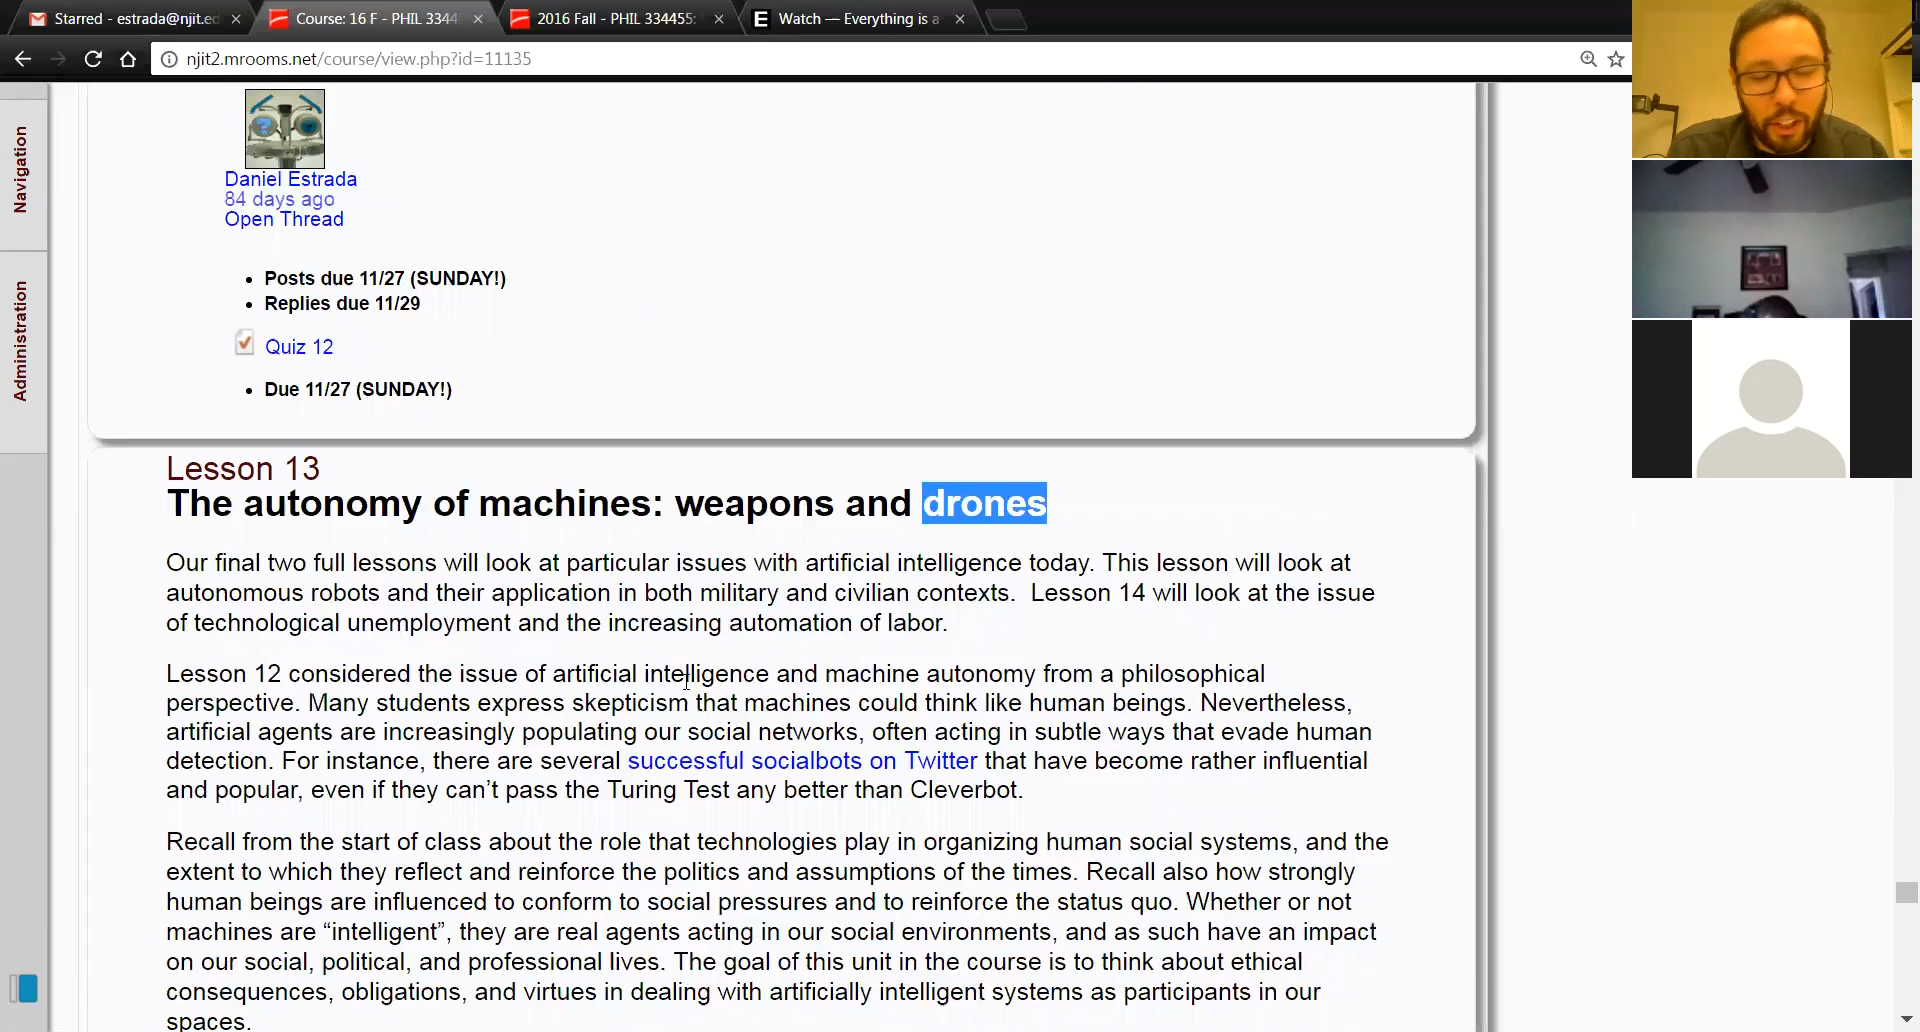 Starred - estrada@njit.ed
Course: 16 F - PHIL 3344
2016 Fall - PHIL 334455:
Watch — Everything is a
njit2.mrooms.net/course/view.php?id=11135
Navigation
Administration
Daniel Estrada
84 days ago
Open Thread
Posts due 11/27 (SUNDAY!)
Replies due 11/29
Quiz 12
Due 11/27 (SUNDAY!)
Lesson 13
The autonomy of machines: weapons and drones
Our final two full lessons will look at particular issues with artificial intelligence today. This lesson will look at
autonomous robots and their application in both military and civilian contexts.  Lesson 14 will look at the issue
of technological unemployment and the increasing automation of labor.
Lesson 12 considered the issue of artificial intelligence and machine autonomy from a philosophical
perspective. Many students express skepticism that machines could think like human beings. Nevertheless,
artificial agents are increasingly populating our social networks, often acting in subtle ways that evade human
detection. For instance, there are several successful socialbots on Twitter that have become rather influential
and popular, even if they can’t pass the Turing Test any better than Cleverbot.
Recall from the start of class about the role that technologies play in organizing human social systems, and the
extent to which they reflect and reinforce the politics and assumptions of the times. Recall also how strongly
human beings are influenced to conform to social pressures and to reinforce the status quo. Whether or not
machines are “intelligent”, they are real agents acting in our social environments, and as such have an impact
on our social, political, and professional lives. The goal of this unit in the course is to think about ethical
consequences, obligations, and virtues in dealing with artificially intelligent systems as participants in our
spaces.